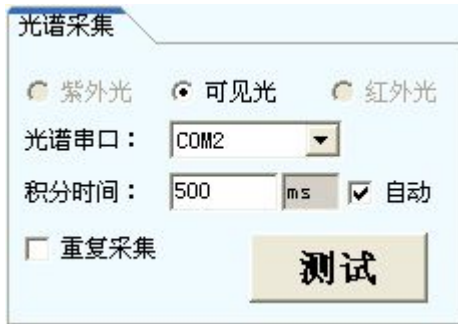 光谱采集
紫外光 可见光 红外光
光谱串口： COM2
积分时间： 500 ms 自动
重复采集
测试